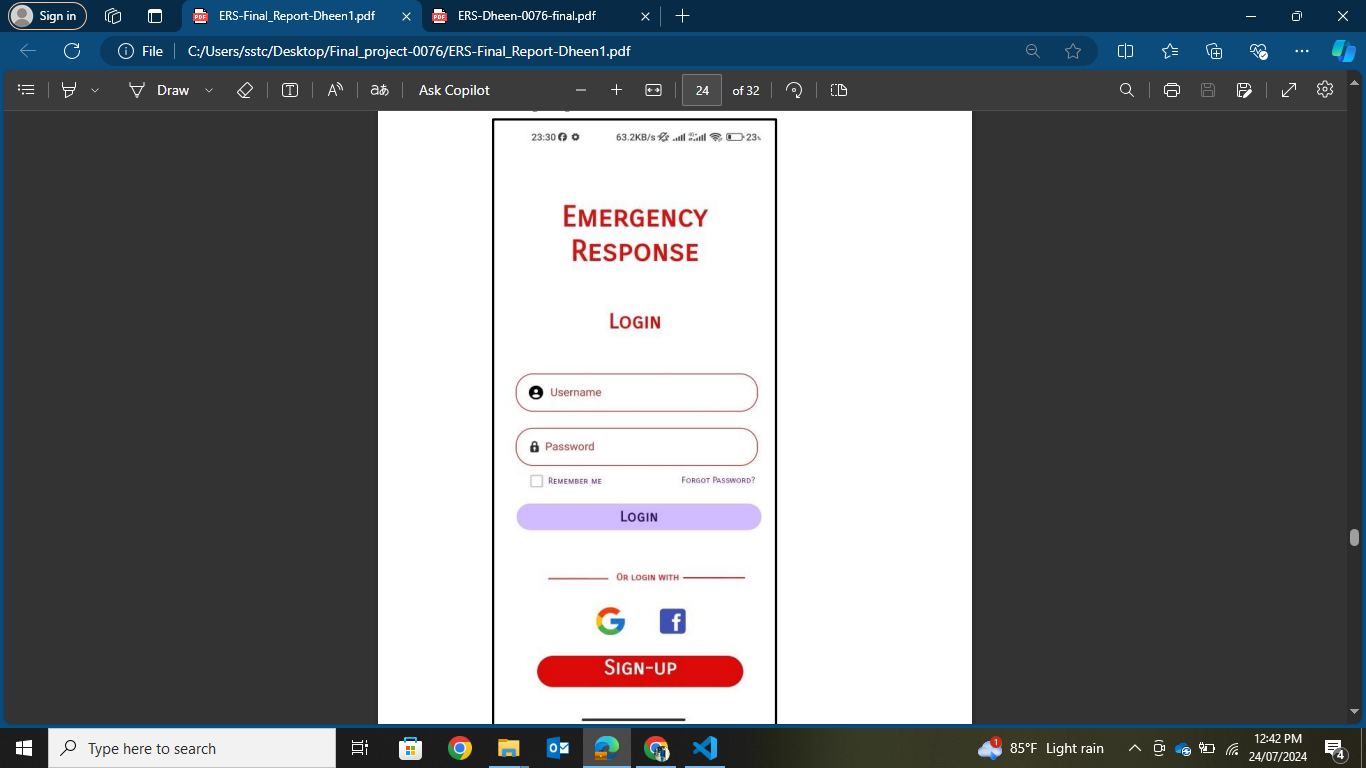 Sign in
ERS-Final_Report-Dheen1.pdf
ERS-Dheen-0076-final.pdf
File
C:/Users/sstc/Desktop/Final_project-0076/ERS-Final_Report-Dheen1.pdf
Draw
Ask Copilot
24
of 32
23:30
63.2KB/s
23%
Emergency
Response
Login
Username
Password
Remember me
Forgot Password?
Login
Or login with
Sign-up
Type here to search
85°F Light rain
12:42 PM
24/07/2024